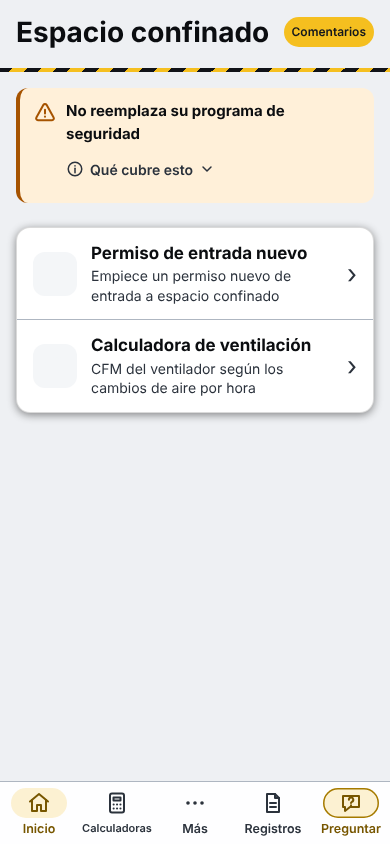 Espacio confinado
Comentarios
No reemplaza su programa de
seguridad
Qué cubre esto
Permiso de entrada nuevo
Empiece un permiso nuevo de
entrada a espacio confinado
Calculadora de ventilación
CFM del ventilador según los
cambios de aire por hora
Inicio
Calculadoras
Más
Registros
Preguntar